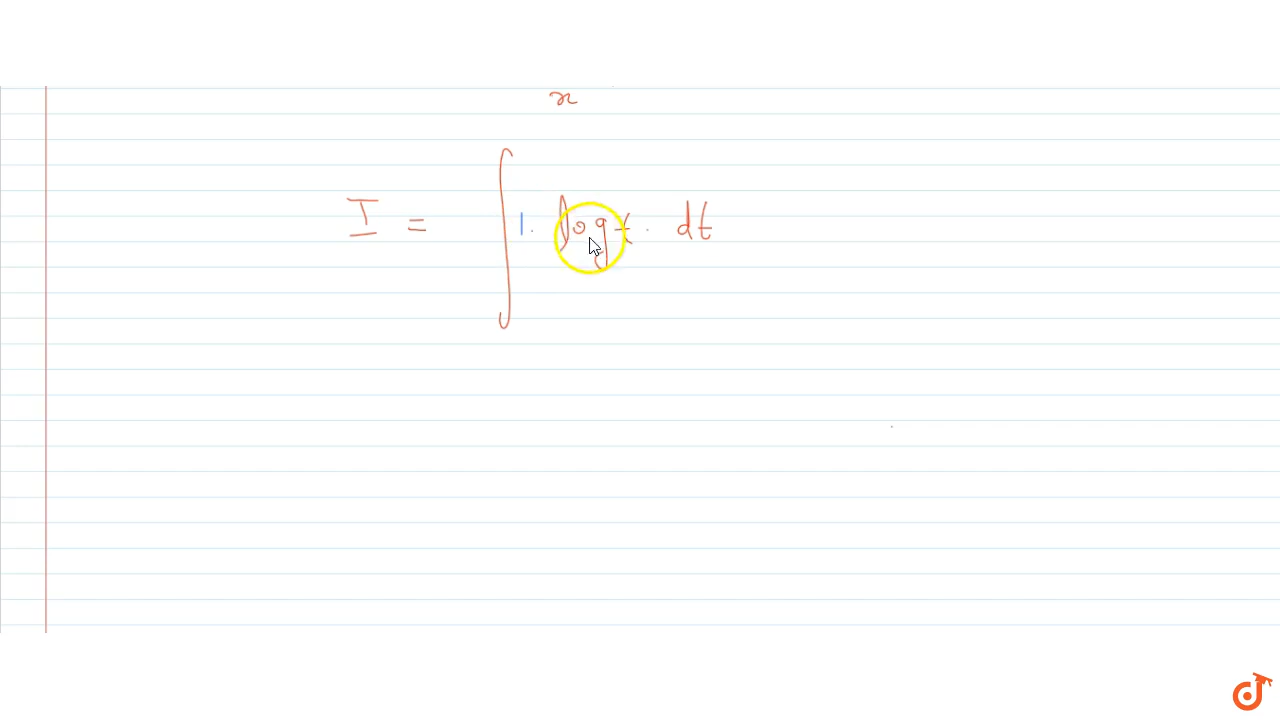 x
I = ∫ 1. log t . dt